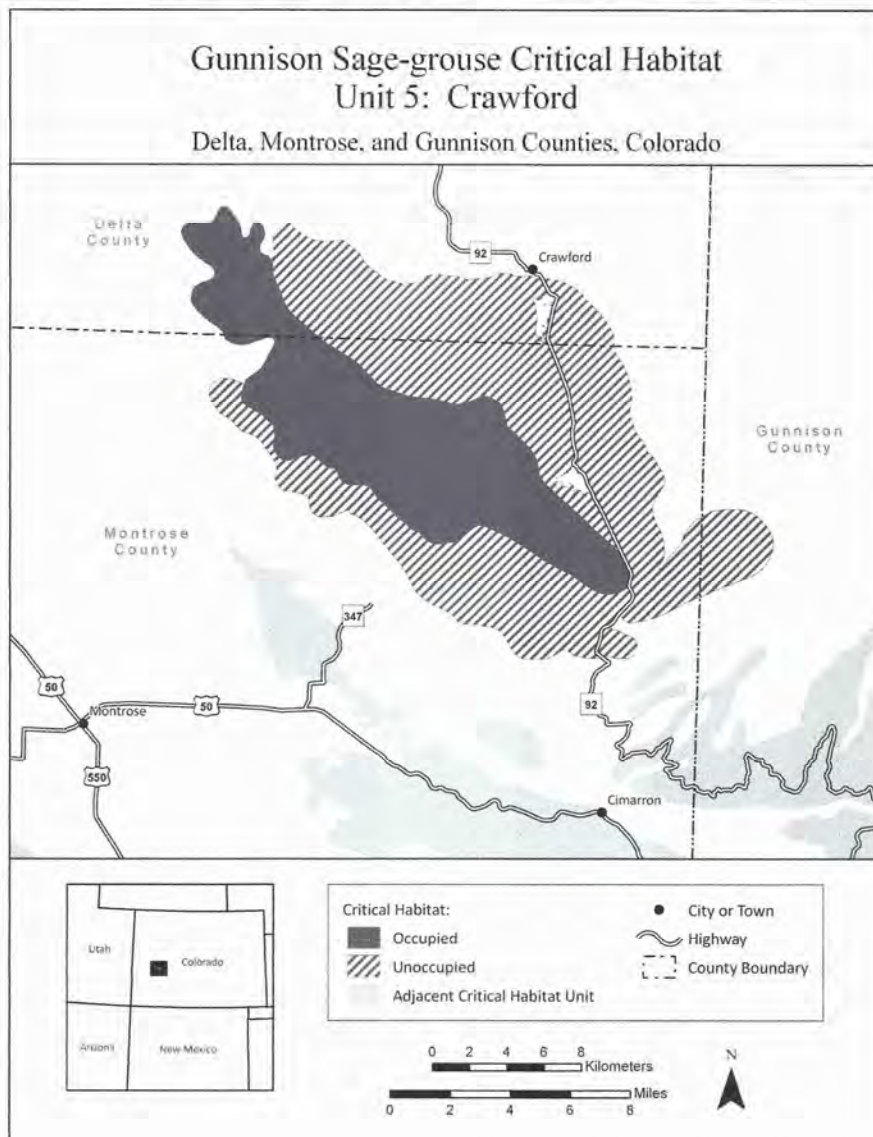 Gunnison Sage-grouse Critical Habitat
Unit 5: Crawford
Delta, Montrose, and Gunnison Counties, Colorado
Delta
County
92
Crawford
Gunnison
County
Montrose
County
347
50
Montrose
50
92
550
Cimarron
Utah
Colorado
Arizona
New Mexico
Critical Habitat:
Occupied
Unoccupied
Adjacent Critical Habitat Unit
City or Town
Highway
County Boundary
0 2 4 6 8
Kilometers
Miles
0 2 4 6 8
N